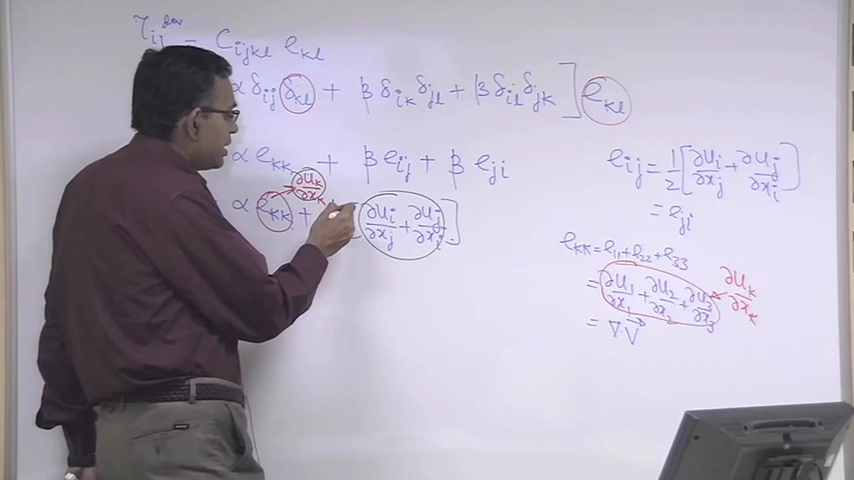 τij^dev = Cijkl ekl
α δij δkl + β δik δjl + β δil δjk ] ekl
α ekk + β eij + β eji
α ekk + [ ∂ui/∂xj + ∂uj/∂xi ]
∂uk/∂xk
eij = 1/2 [ ∂ui/∂xj + ∂uj/∂xi ]
= eji
ekk = e11 + e22 + e33
= ∂u1/∂x1 + ∂u2/∂x2 + ∂u3/∂x3
∂uk/∂xk
= ∇ V⃗